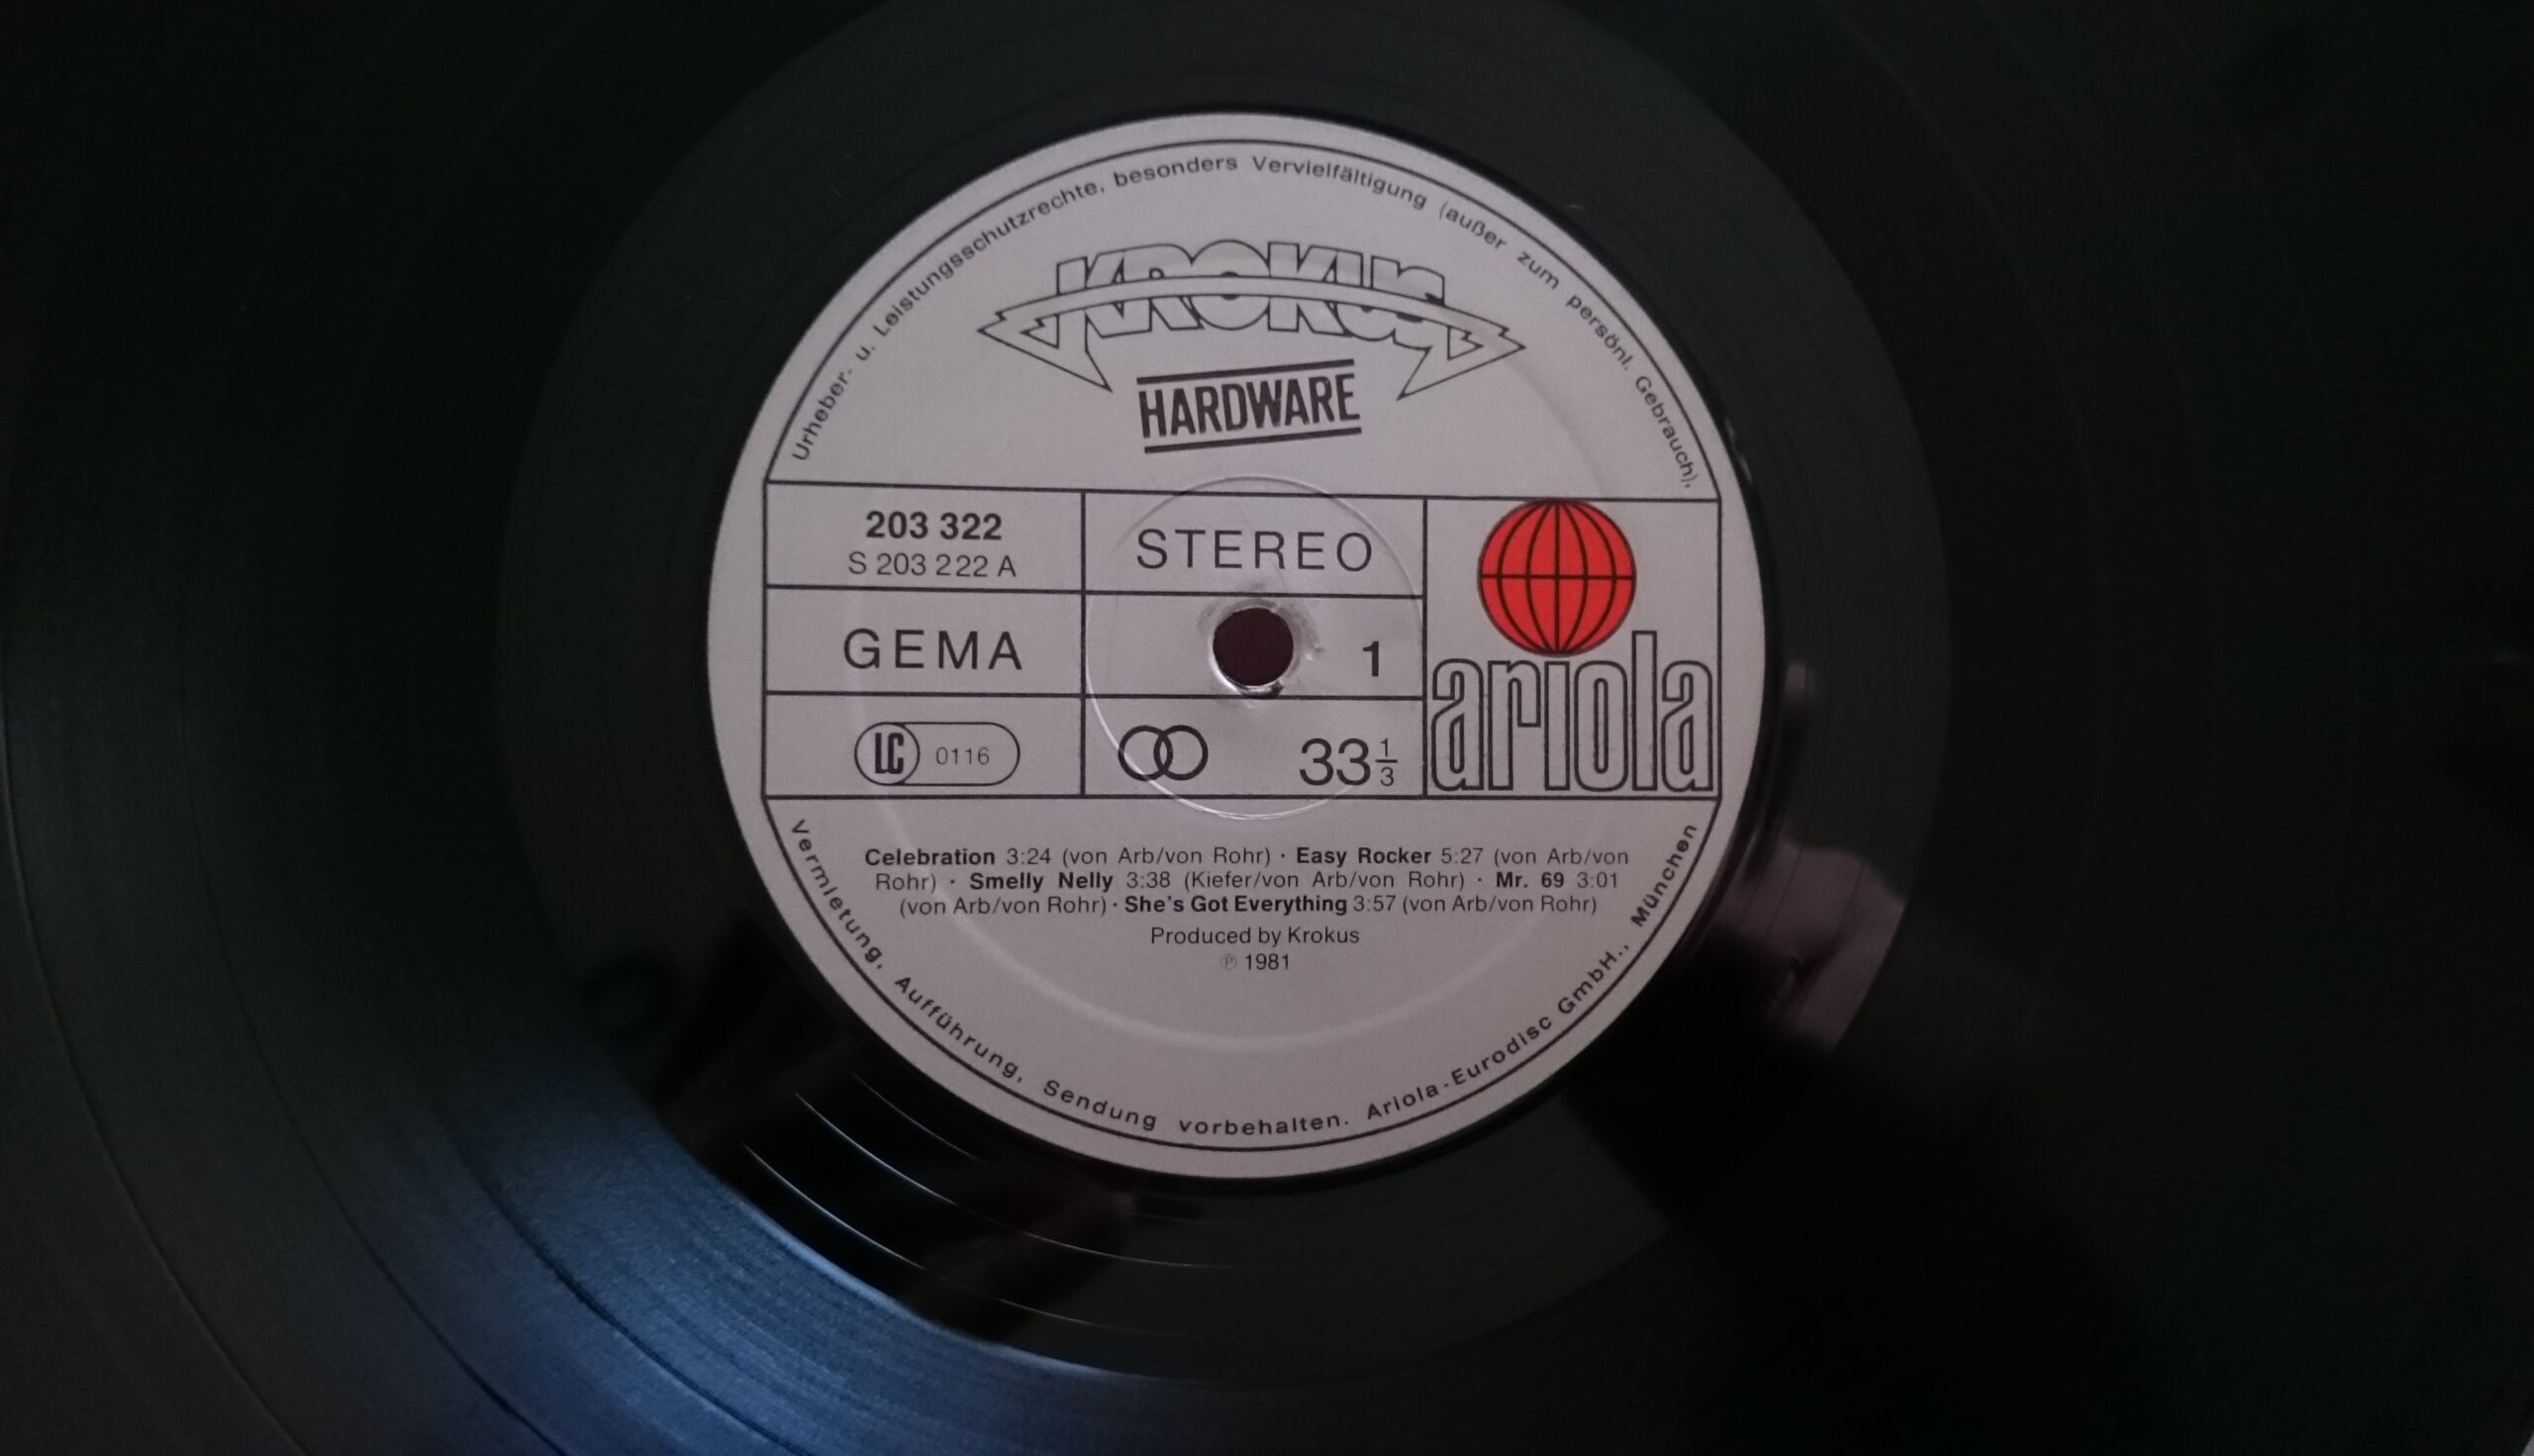 Urheber- u. Leistungsschutzrechte, besonders Vervielfältigung (außer zum persönl. Gebrauch),
KROKUS
HARDWARE
203 322
S 203 222 A
STEREO
GEMA
1
LC 0116
33 1/3
ariola
Celebration 3:24 (von Arb/von Rohr) · Easy Rocker 5:27 (von Arb/von
Rohr) · Smelly Nelly 3:38 (Kiefer/von Arb/von Rohr) · Mr. 69 3:01
(von Arb/von Rohr) · She's Got Everything 3:57 (von Arb/von Rohr)
Produced by Krokus
℗ 1981
Vermietung, Aufführung, Sendung vorbehalten. Ariola-Eurodisc GmbH., München